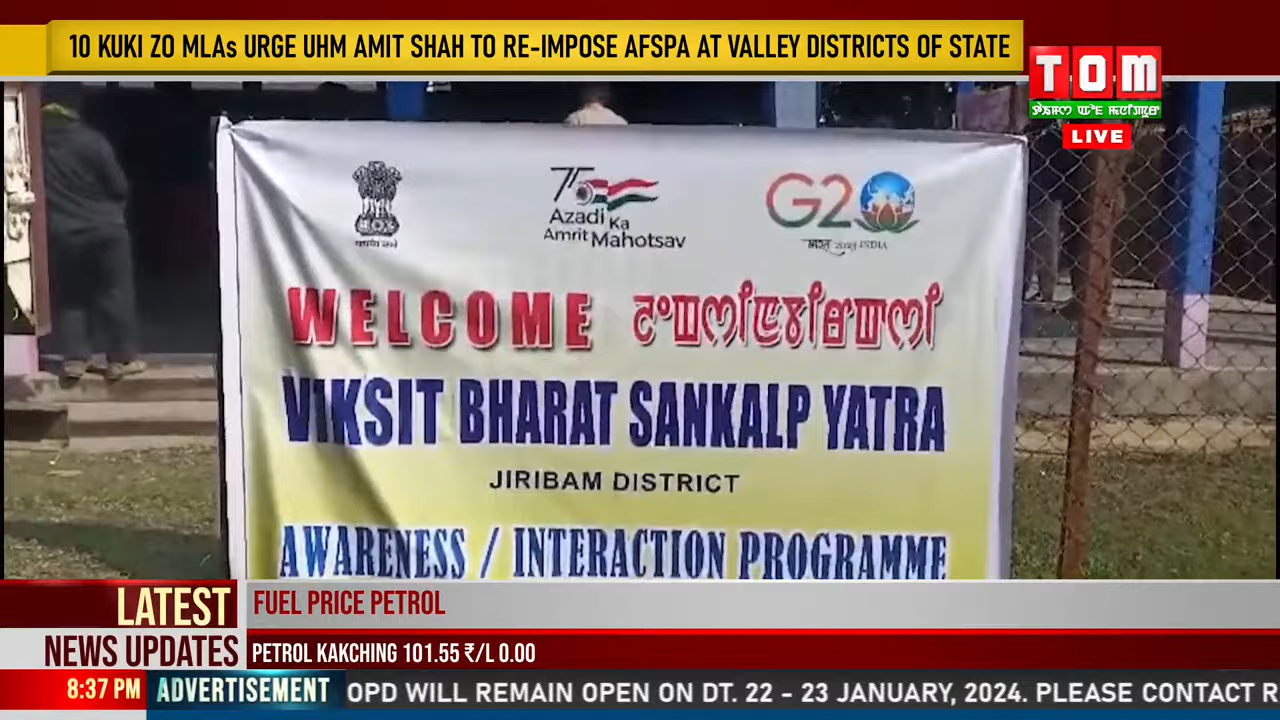 10 KUKI ZO MLAs URGE UHM AMIT SHAH TO RE-IMPOSE AFSPA AT VALLEY DISTRICTS OF STATE
TOM
LIVE
75
Azadi Ka
Amrit Mahotsav
G20
INDIA
WELCOME
VIKSIT BHARAT SANKALP YATRA
JIRIBAM DISTRICT
AWARENESS / INTERACTION PROGRAMME
LATEST
NEWS UPDATES
FUEL PRICE PETROL
PETROL KAKCHING 101.55 ₹/L 0.00
8:37 PM
ADVERTISEMENT
OPD WILL REMAIN OPEN ON DT. 22 - 23 JANUARY, 2024. PLEASE CONTACT R